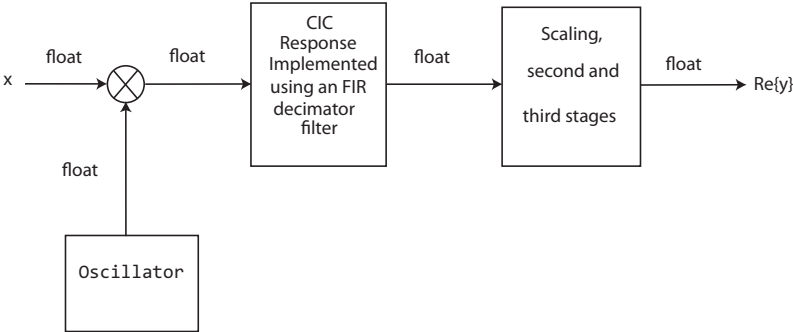 x
float
float
CIC
Response
Implemented
using an FIR
decimator
filter
float
Scaling,
second and
third stages
float
Re{y}
float
Oscillator